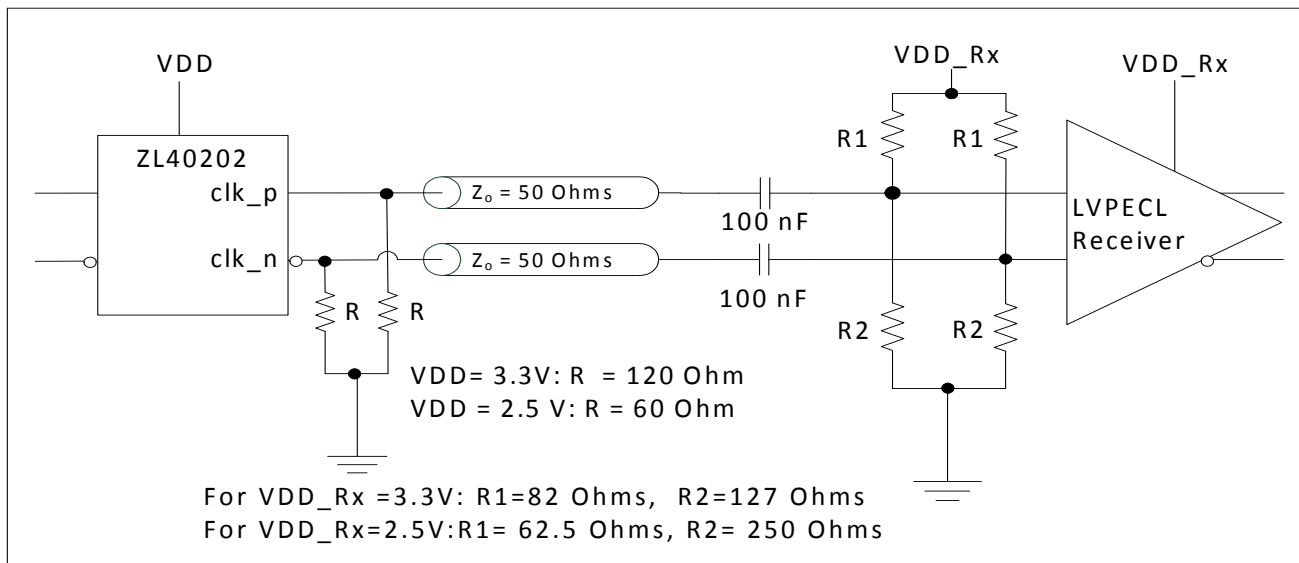 VDD
VDD_Rx
VDD_Rx
ZL40202
R1
R1
clk_p
Zo = 50 Ohms
100 nF
LVPECL
Receiver
clk_n
Zo = 50 Ohms
100 nF
R
R
R2
R2
VDD= 3.3V: R = 120 Ohm
VDD = 2.5 V: R = 60 Ohm
For VDD_Rx =3.3V: R1=82 Ohms, R2=127 Ohms
For VDD_Rx=2.5V:R1= 62.5 Ohms, R2= 250 Ohms